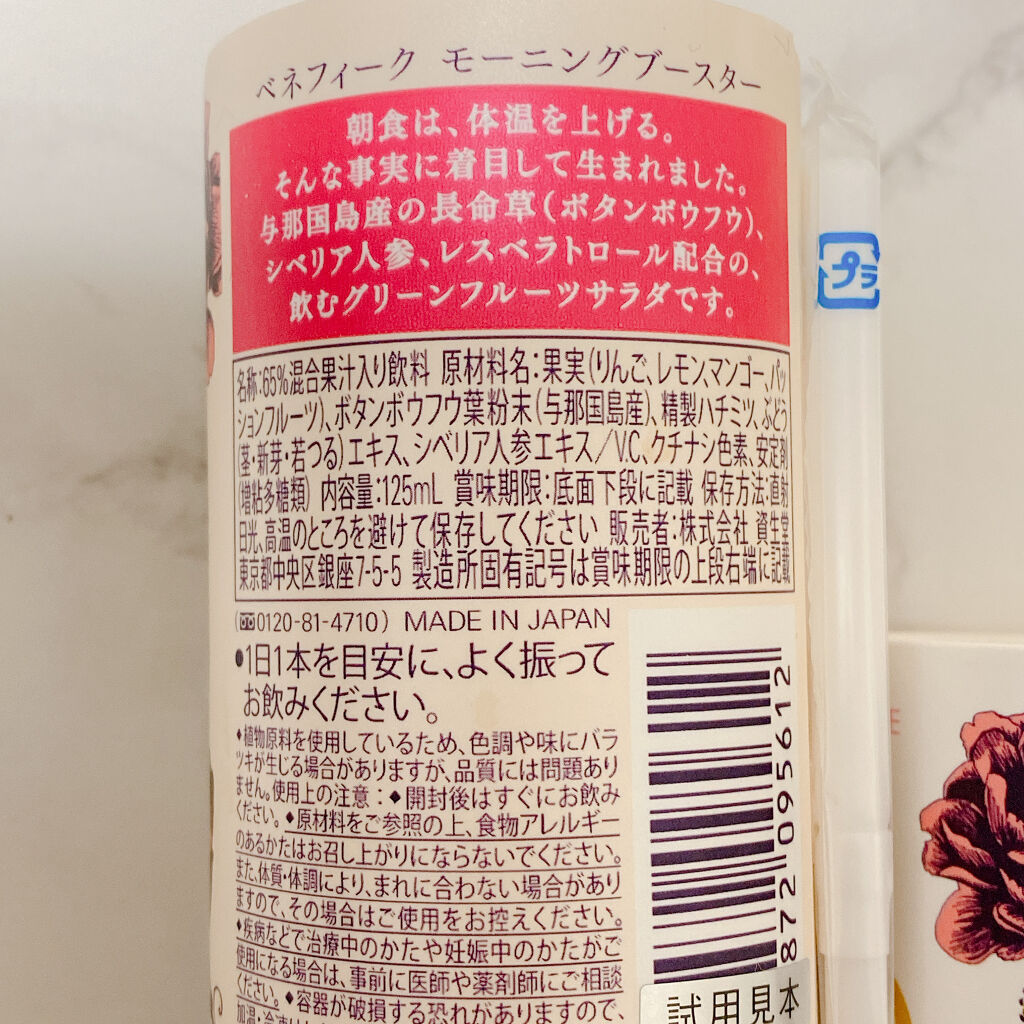 ベネフィーク モーニングブースター
朝食は、体温を上げる。
そんな事実に着目して生まれました。
与那国島産の長命草(ボタンボウフウ)、
シベリア人参、レスベラトロール配合の、
飲むグリーンフルーツサラダです。
名称:65%混合果汁入り飲料 原材料名:果実(りんご、レモン、マンゴー、パッ
ションフルーツ)、ボタンボウフウ葉粉末(与那国島産)、精製ハチミツ、ぶどう
(茎・新芽・若つる)エキス、シベリア人参エキス/V.C、クチナシ色素、安定剤
(増粘多糖類) 内容量:125mL 賞味期限:底面下段に記載 保存方法:直射
日光、高温のところを避けて保存してください 販売者:株式会社 資生堂
東京都中央区銀座7-5-5 製造所固有記号は賞味期限の上段右端に記載
(0120-81-4710) MADE IN JAPAN
•1日1本を目安に、よく振って
お飲みください。
◆植物原料を使用しているため、色調や味にバラ
ツキが生じる場合がありますが、品質には問題あり
ません。使用上の注意:◆開封後はすぐにお飲み
ください。◆原材料をご参照の上、食物アレルギー
のあるかたはお召し上がりにならないでください。
また、体質・体調により、まれに合わない場合があり
ますので、その場合はご使用をお控えください。
◆疾病などで治療中のかたや妊娠中のかたがご
使用になる場合は、事前に医師や薬剤師にご相談
ください。◆容器が破損する恐れがありますので、
加温・冷凍
872 095612
試用見本
プラ